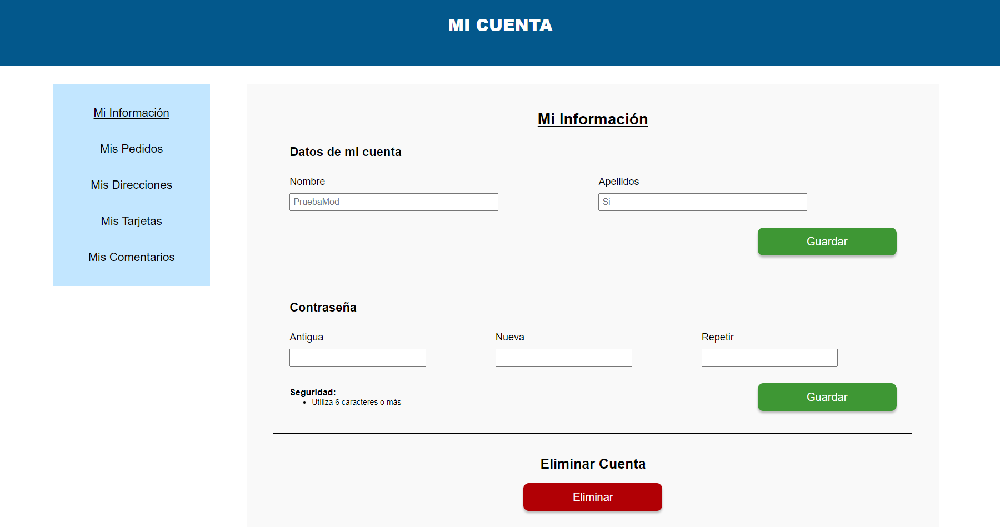 MI CUENTA
Mi Información
Mis Pedidos
Mis Direcciones
Mis Tarjetas
Mis Comentarios
Mi Información
Datos de mi cuenta
Nombre Apellidos
PruebaMod Si
Guardar
Contraseña
Antigua Nueva Repetir
Seguridad:
• Utiliza 6 caracteres o más
Guardar
Eliminar Cuenta
Eliminar